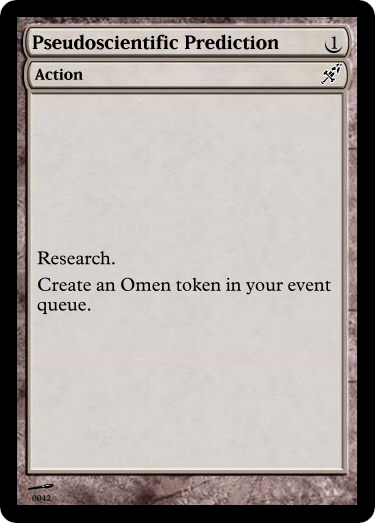 Pseudoscientific Prediction 1
Action
Research.
Create an Omen token in your event
queue.
0042